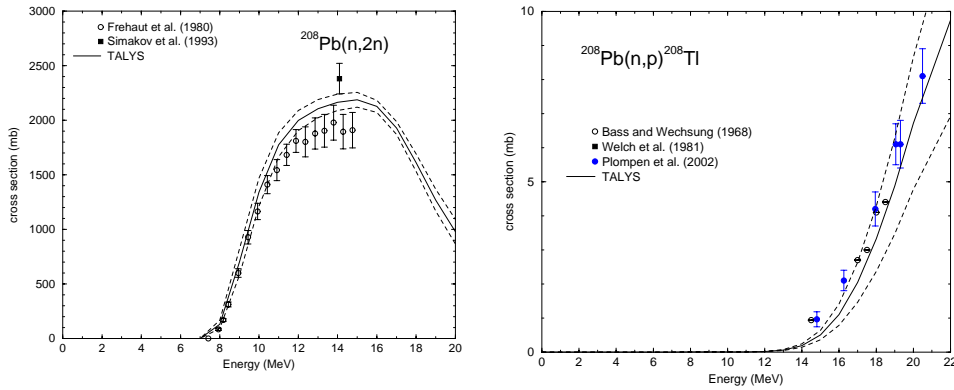 Frehaut et al. (1980)
Simakov et al. (1993)
TALYS
²⁰⁸Pb(n,2n)
cross section (mb)
3000
2500
2000
1500
1000
500
0
0 2 4 6 8 10 12 14 16 18 20
Energy (MeV)
²⁰⁸Pb(n,p)²⁰⁸Tl
Bass and Wechsung (1968)
Welch et al. (1981)
Plompen et al. (2002)
TALYS
cross section (mb)
10
5
0
0 2 4 6 8 10 12 14 16 18 20 22
Energy (MeV)